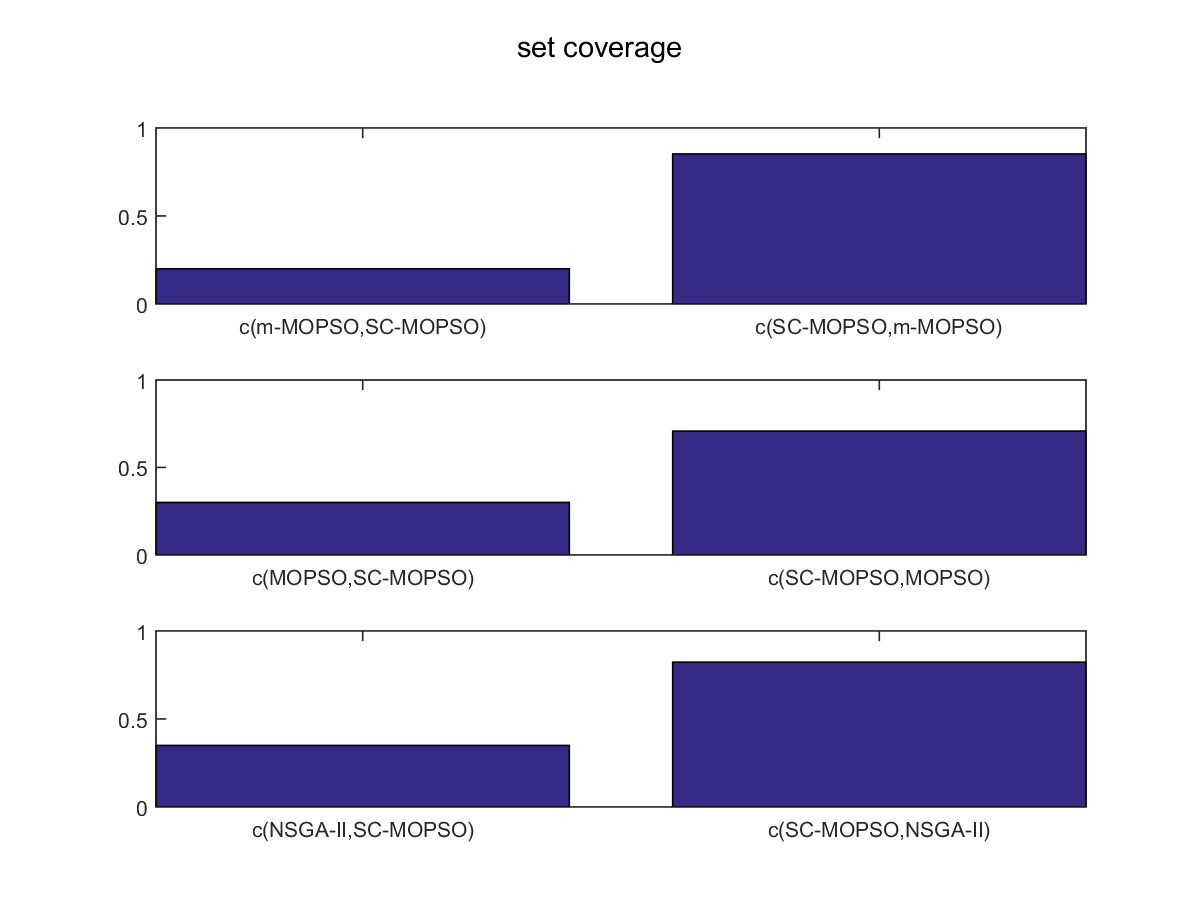 set coverage
1
0.5
0
c(m-MOPSO,SC-MOPSO) c(SC-MOPSO,m-MOPSO)
1
0.5
0
c(MOPSO,SC-MOPSO) c(SC-MOPSO,MOPSO)
1
0.5
0
c(NSGA-II,SC-MOPSO) c(SC-MOPSO,NSGA-II)